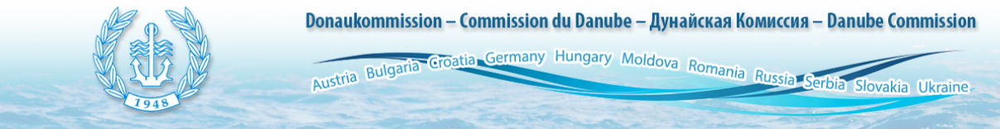 Donaukommission – Commission du Danube – Дунайская Комиссия – Danube Commission
Austria Bulgaria Croatia Germany Hungary Moldova Romania Russia Serbia Slovakia Ukraine
1948